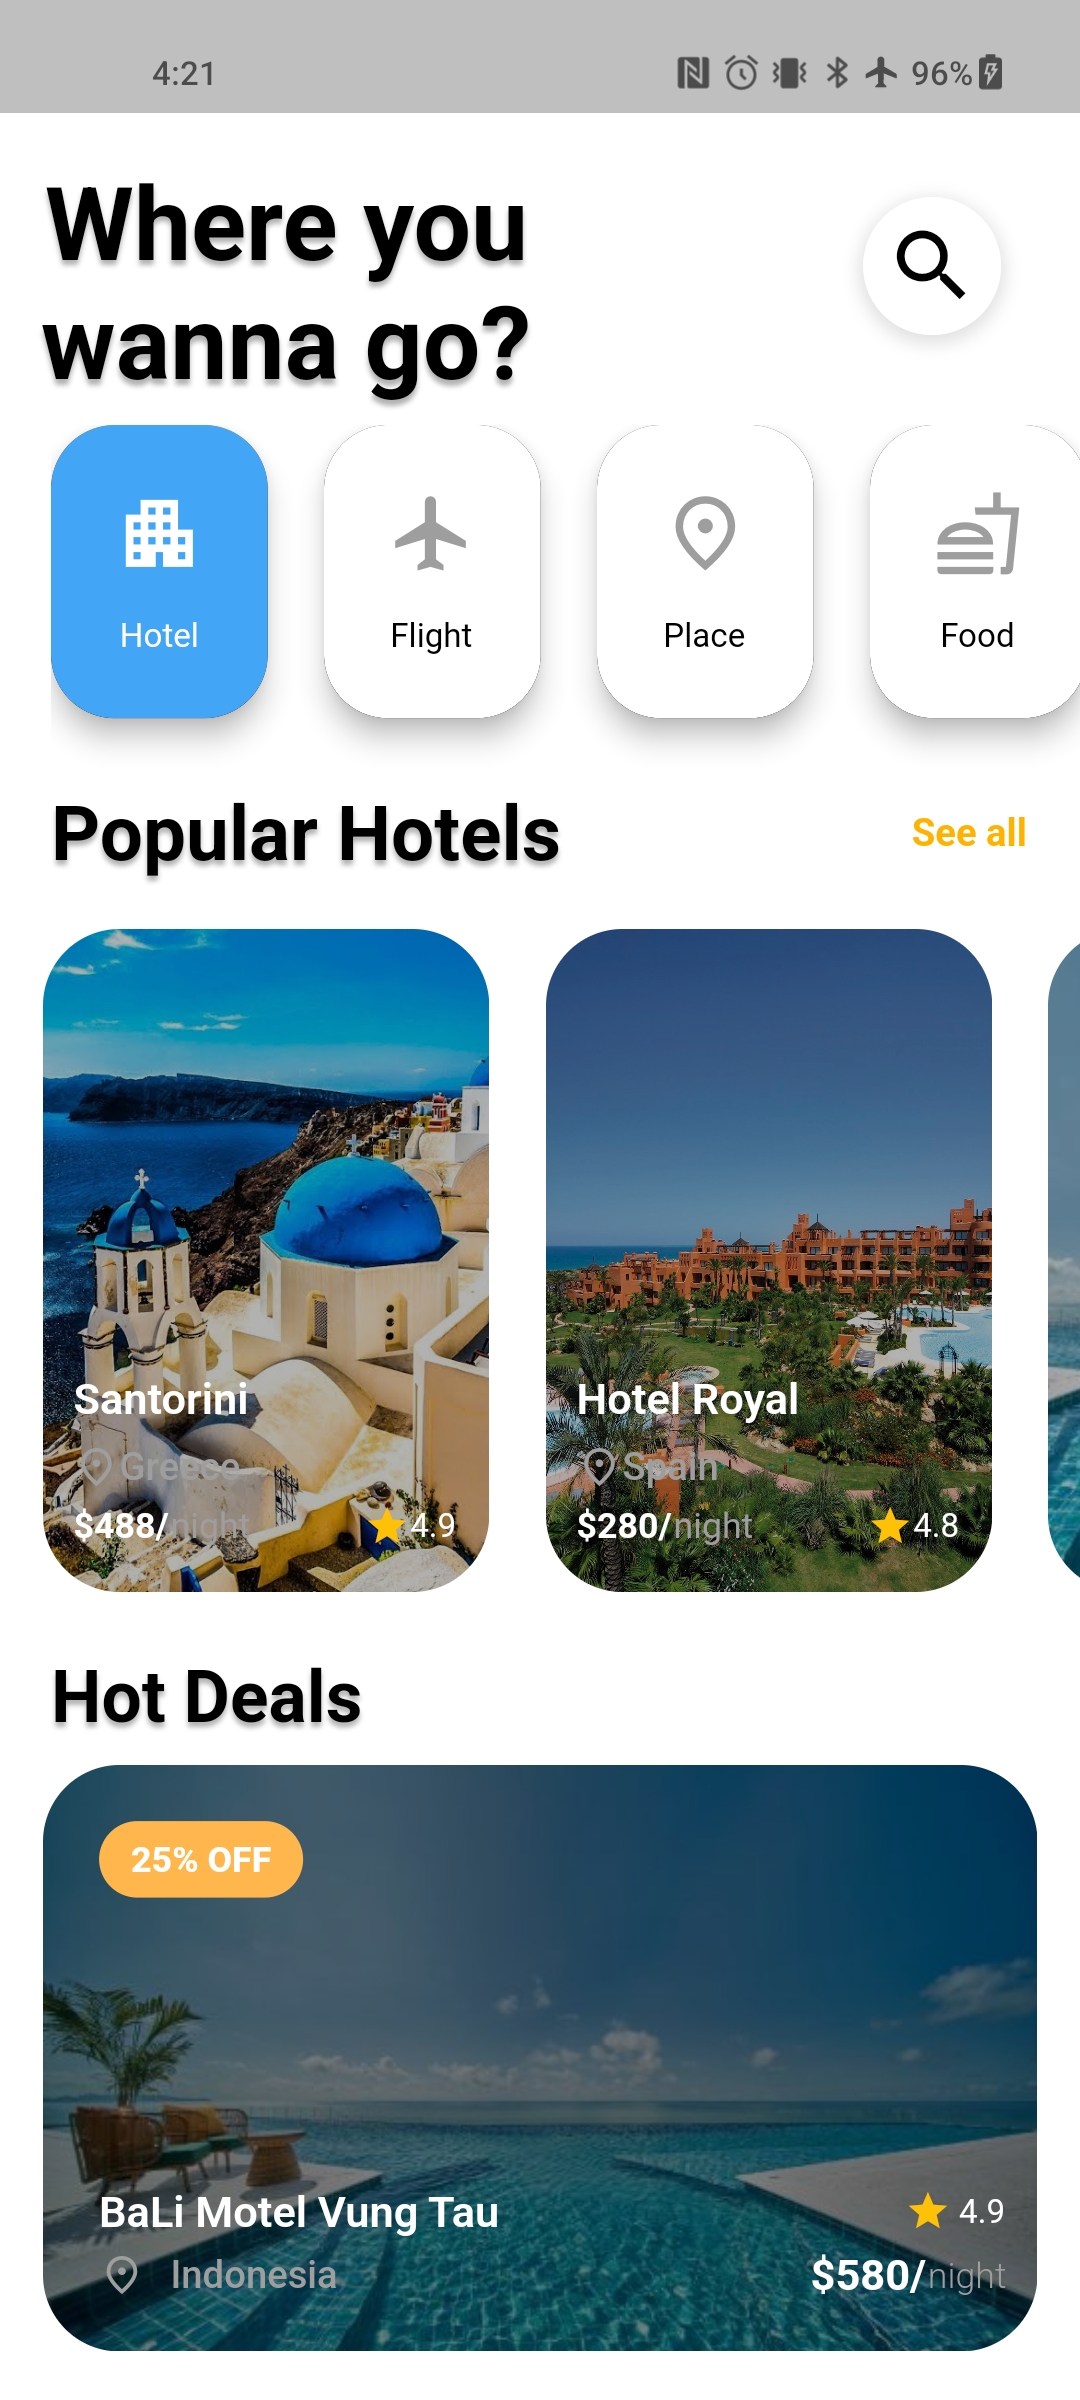 4:21
96%
Where you
wanna go?
Hotel
Flight
Place
Food
Popular Hotels
See all
Santorini
Greece
$488/night
4.9
Hotel Royal
Spain
$280/night
4.8
Hot Deals
25% OFF
BaLi Motel Vung Tau
4.9
Indonesia
$580/night